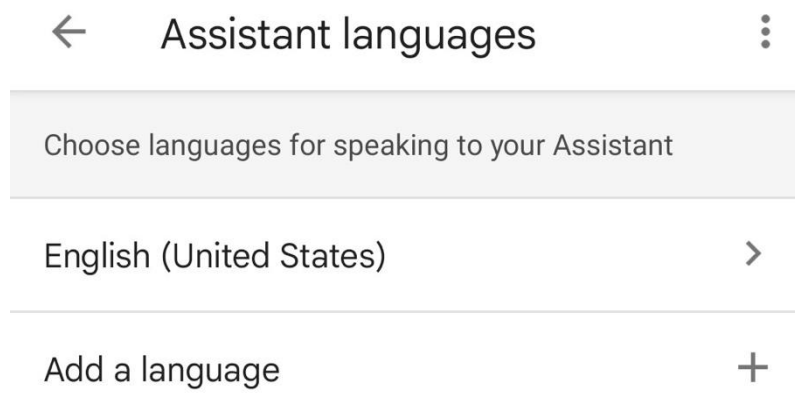 Assistant languages
Choose languages for speaking to your Assistant
English (United States)
Add a language